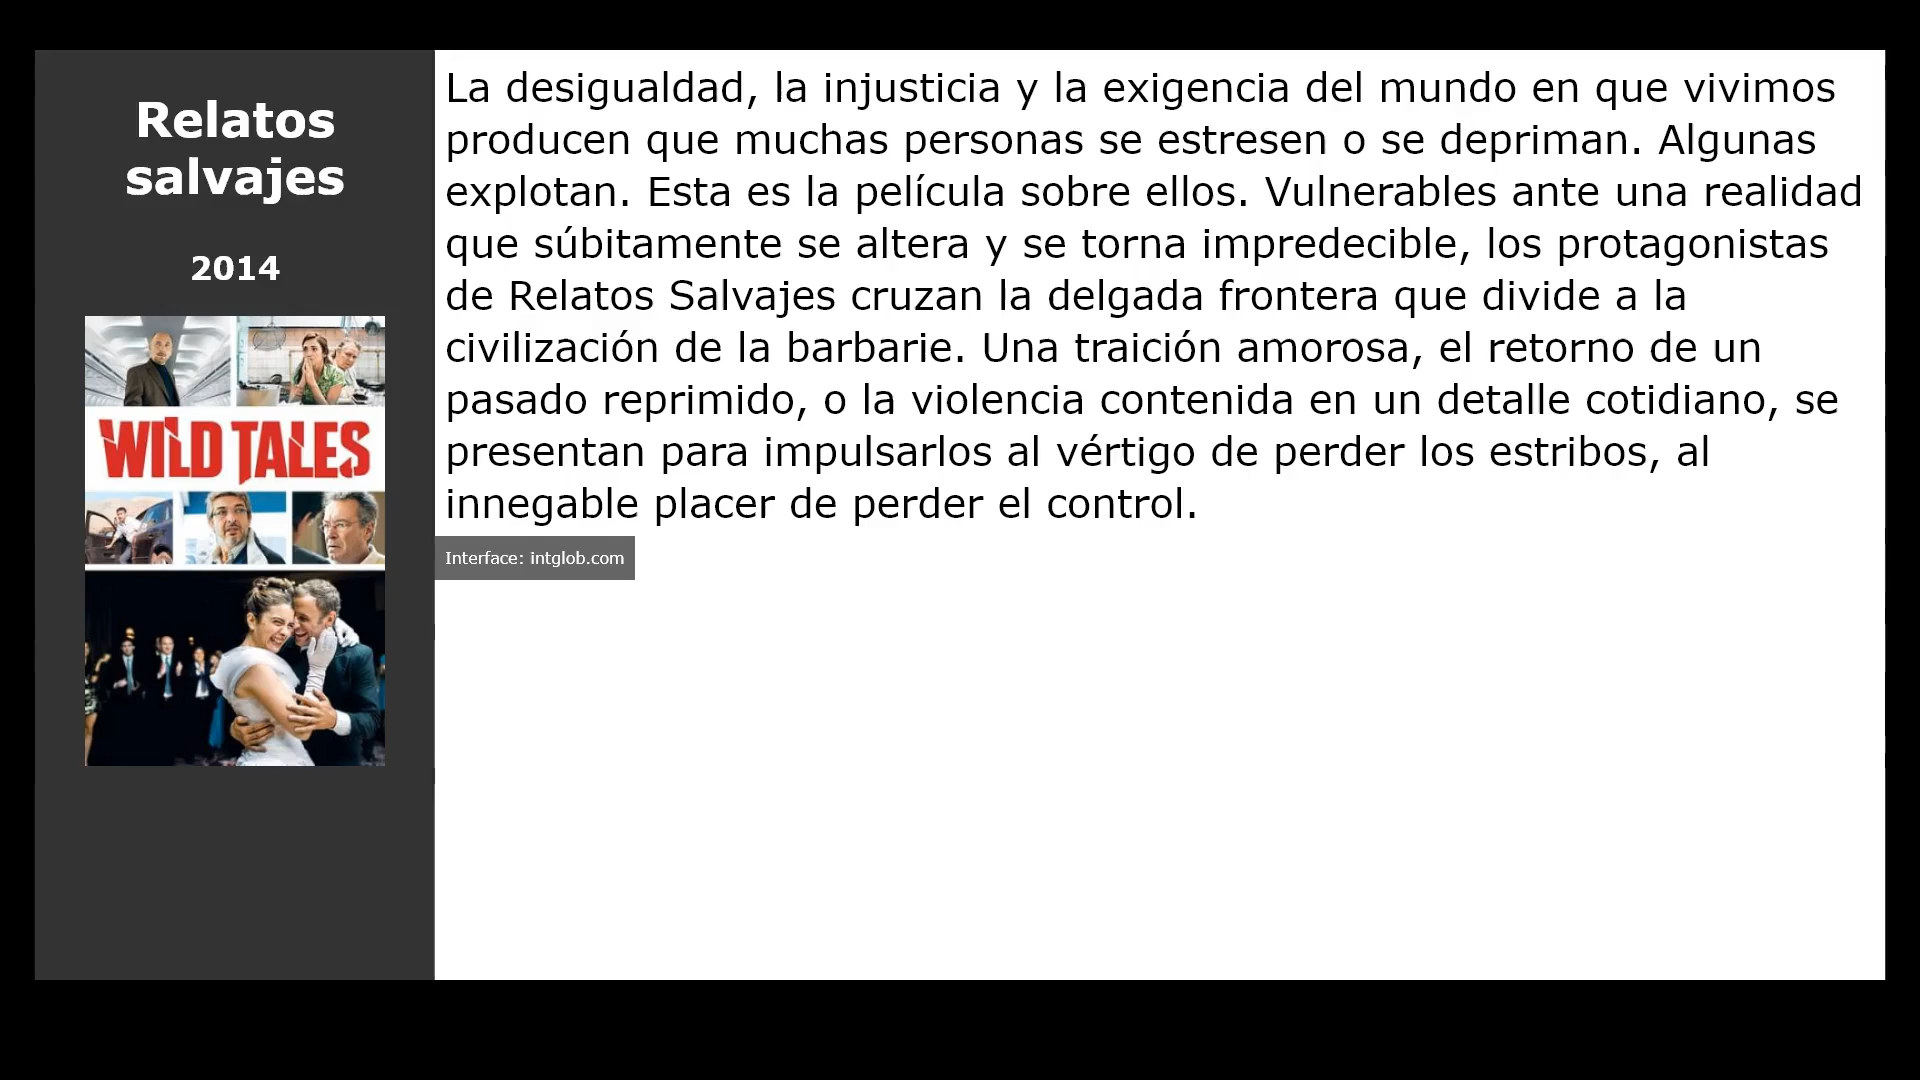 Relatos
salvajes
2014
WILD TALES
La desigualdad, la injusticia y la exigencia del mundo en que vivimos
producen que muchas personas se estresen o se depriman. Algunas
explotan. Esta es la película sobre ellos. Vulnerables ante una realidad
que súbitamente se altera y se torna impredecible, los protagonistas
de Relatos Salvajes cruzan la delgada frontera que divide a la
civilización de la barbarie. Una traición amorosa, el retorno de un
pasado reprimido, o la violencia contenida en un detalle cotidiano, se
presentan para impulsarlos al vértigo de perder los estribos, al
innegable placer de perder el control.
Interface: intglob.com